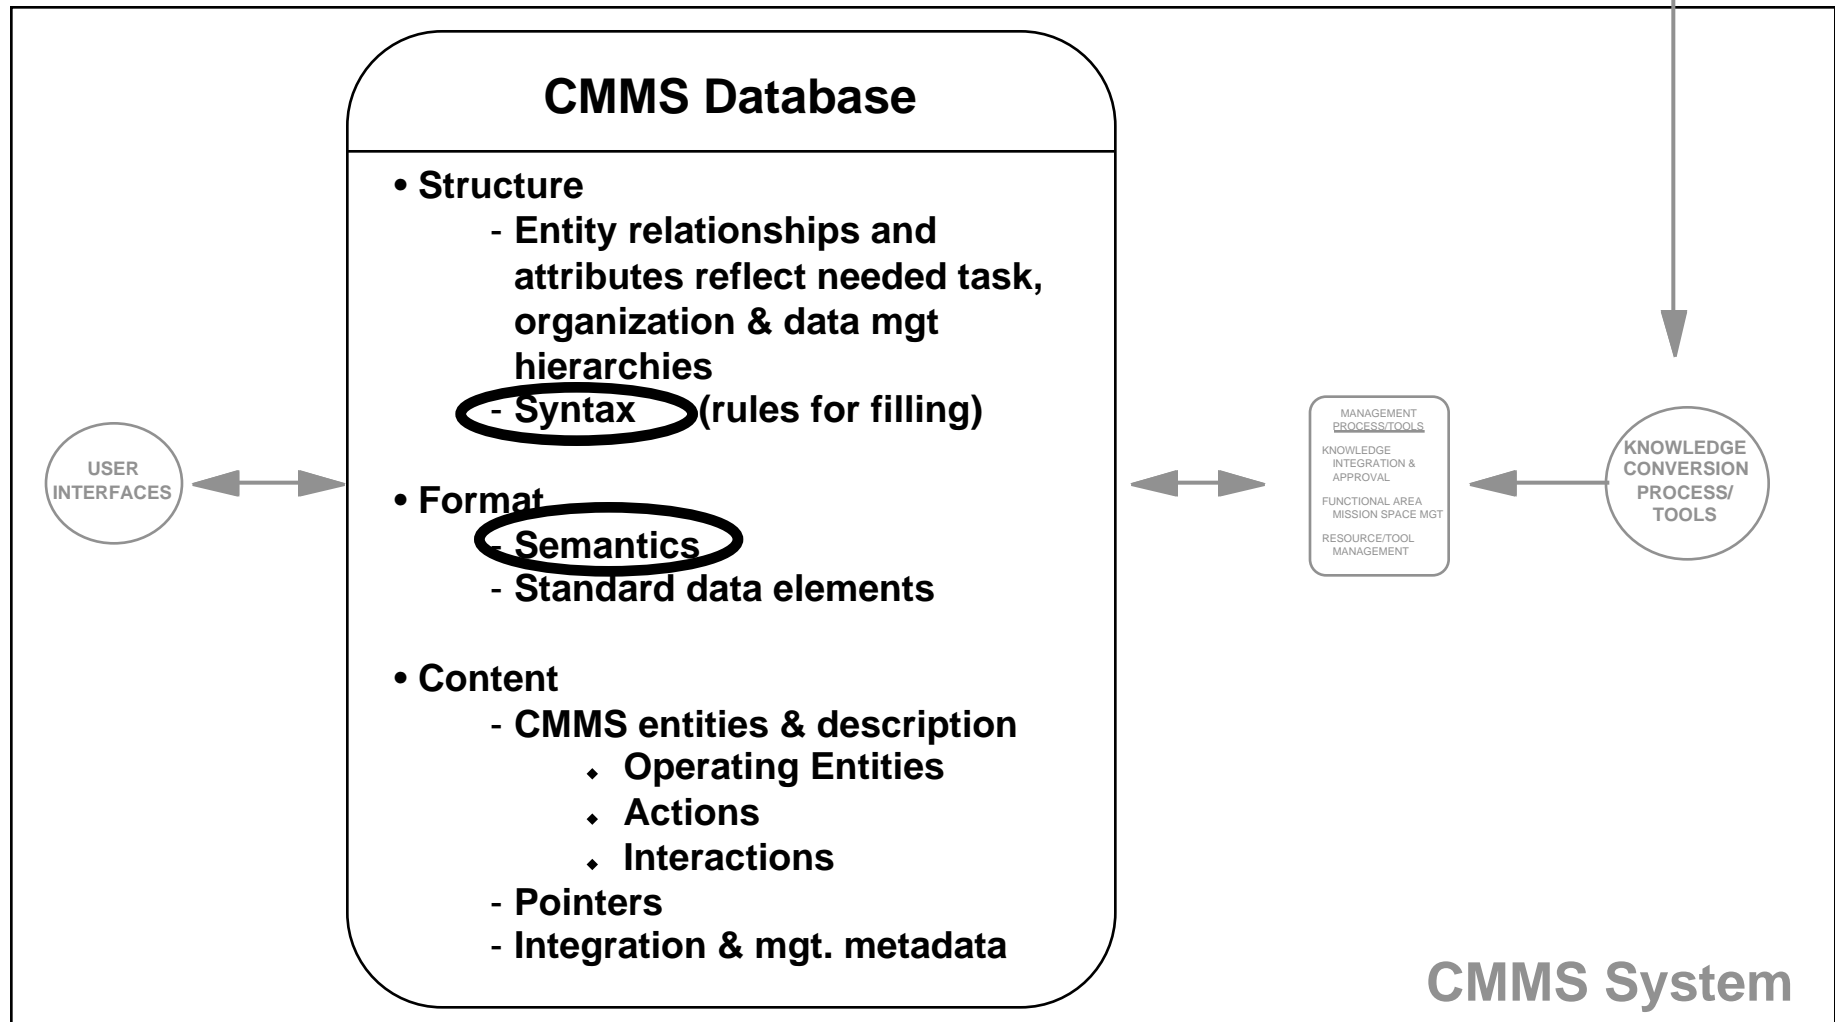 CMMS Database
• Structure
- Entity relationships and
attributes reflect needed task,
organization & data mgt
hierarchies
- Syntax (rules for filling)
• Format
- Semantics
- Standard data elements
• Content
- CMMS entities & description
⬥ Operating Entities
⬥ Actions
⬥ Interactions
- Pointers
- Integration & mgt. metadata
USER
INTERFACES
MANAGEMENT
PROCESS/TOOLS
KNOWLEDGE
INTEGRATION &
APPROVAL
FUNCTIONAL AREA
MISSION SPACE MGT
RESOURCE/TOOL
MANAGEMENT
KNOWLEDGE
CONVERSION
PROCESS/
TOOLS
CMMS System